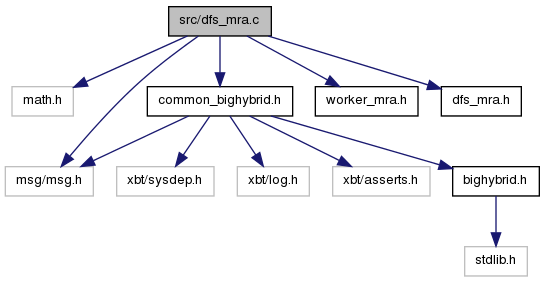 src/dfs_mra.c
math.h
common_bighybrid.h
worker_mra.h
dfs_mra.h
msg/msg.h
xbt/sysdep.h
xbt/log.h
xbt/asserts.h
bighybrid.h
stdlib.h